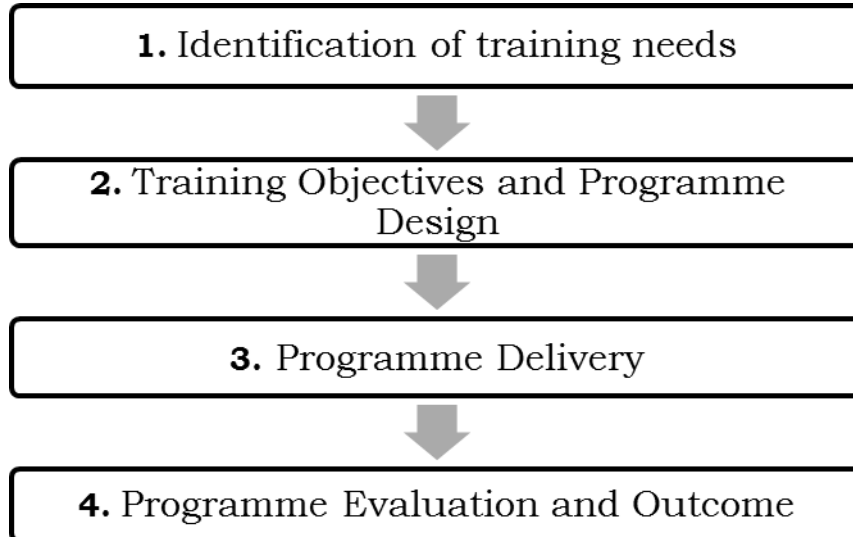 1. Identification of training needs
2. Training Objectives and Programme
Design
3. Programme Delivery
4. Programme Evaluation and Outcome